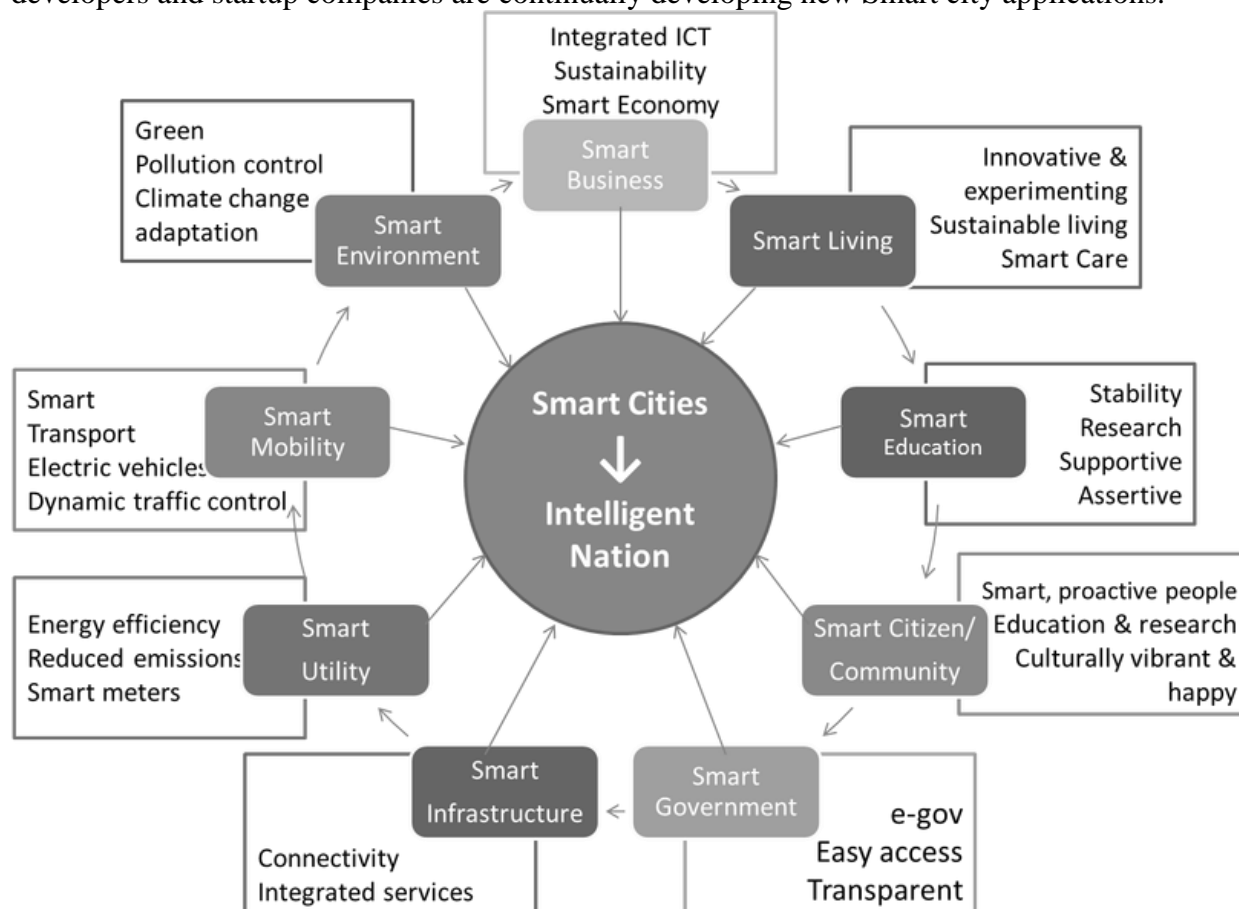 developers and startup companies are continually developing new Smart city applications.
Integrated ICT
Sustainability
Smart Economy
Smart
Business
Innovative &
experimenting
Sustainable living
Smart Care
Smart Living
Stability
Research
Supportive
Assertive
Smart
Education
Smart, proactive people
Education & research
Culturally vibrant &
happy
Smart Citizen/
Community
e-gov
Easy access
Transparent
Smart
Government
Smart
Infrastructure
Connectivity
Integrated services
Smart
Utility
Energy efficiency
Reduced emissions
Smart meters
Smart
Mobility
Smart
Transport
Electric vehicles
Dynamic traffic control
Smart
Environment
Green
Pollution control
Climate change
adaptation
Smart Cities
Intelligent
Nation